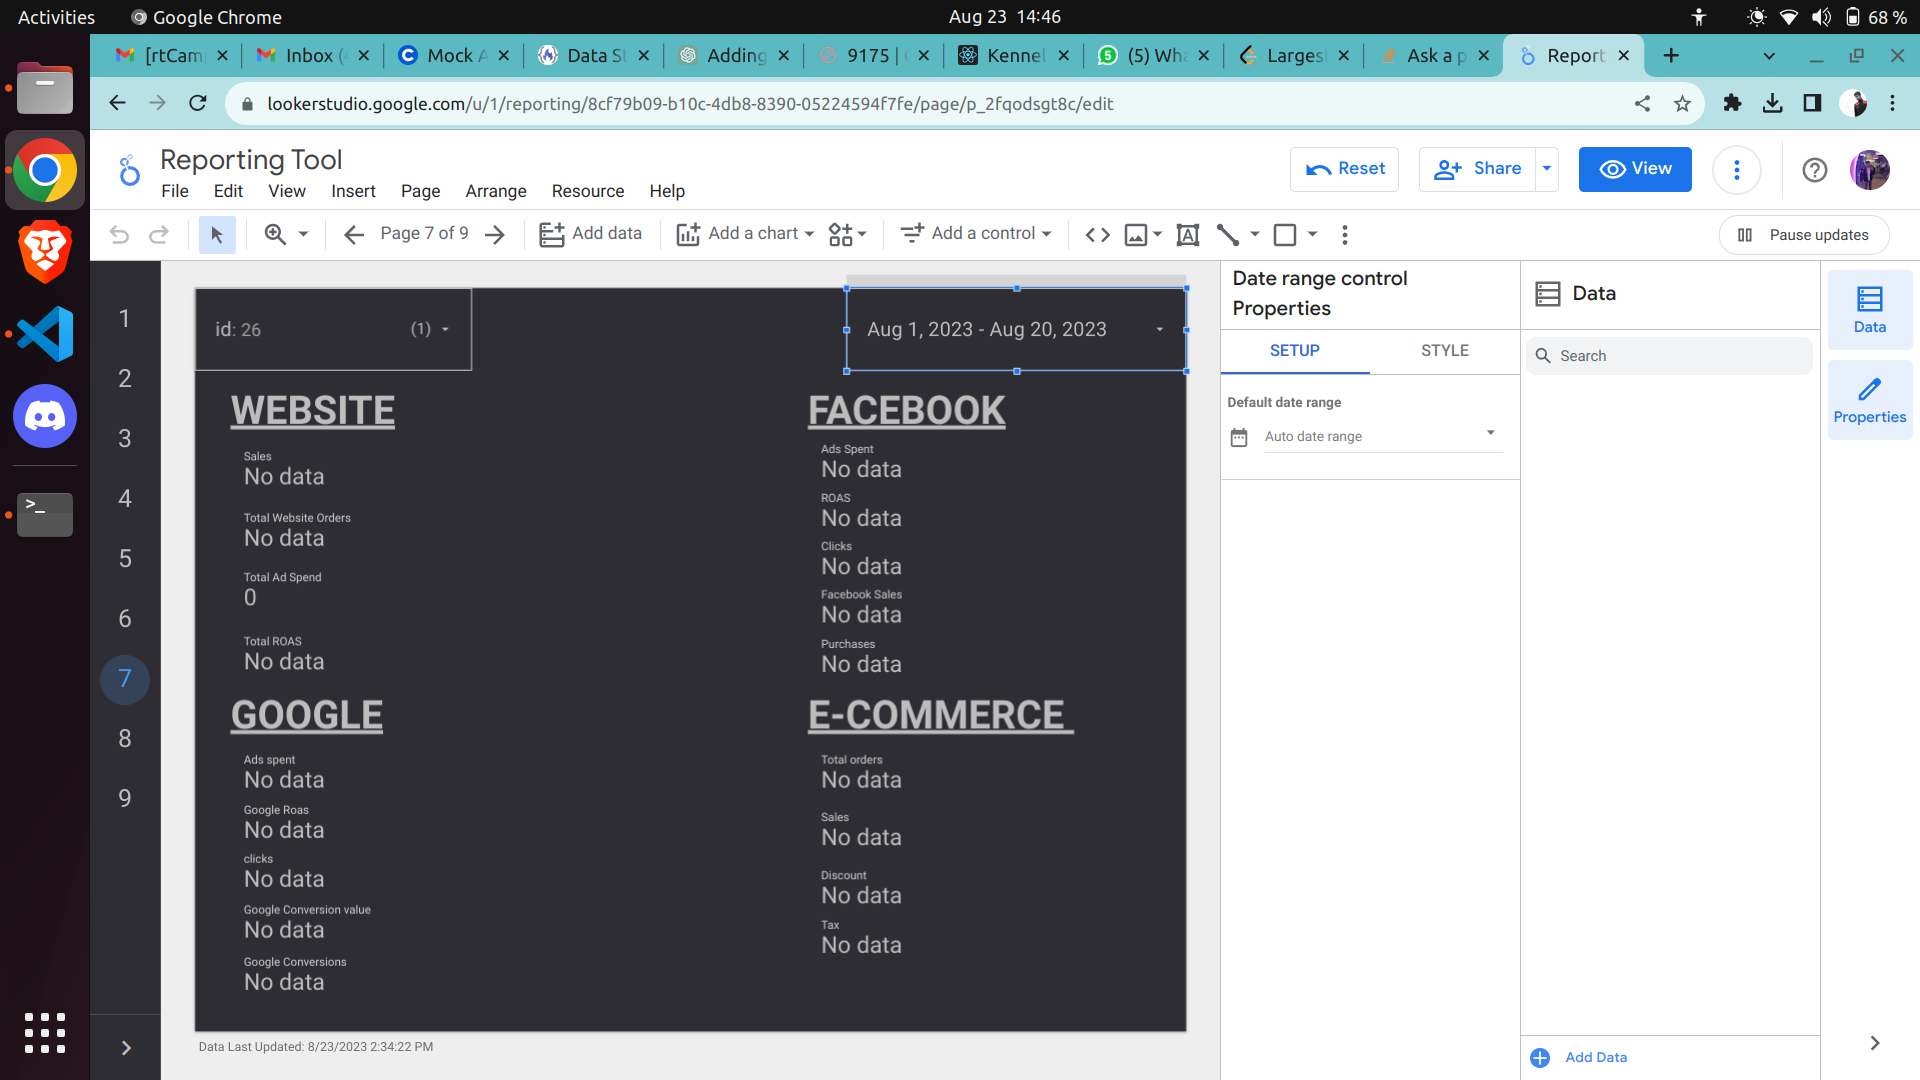 Activities
Google Chrome
Aug 23 14:46
68 %
[rtCam
Inbox (
Mock A
Data St
Adding
9175 |
Kennel
(5) Wha
Larges
Ask a p
Report
lookerstudio.google.com/u/1/reporting/8cf79b09-b10c-4db8-8390-05224594f7fe/page/p_2fqodsgt8c/edit
Reporting Tool
File Edit View Insert Page Arrange Resource Help
Reset
Share
View
Page 7 of 9
Add data
Add a chart
Add a control
Pause updates
1
2
3
4
5
6
7
8
9
id: 26
(1)
Aug 1, 2023 - Aug 20, 2023
WEBSITE
Sales
No data
Total Website Orders
No data
Total Ad Spend
0
Total ROAS
No data
FACEBOOK
Ads Spent
No data
ROAS
No data
Clicks
No data
Facebook Sales
No data
Purchases
No data
GOOGLE
Ads spent
No data
Google Roas
No data
clicks
No data
Google Conversion value
No data
Google Conversions
No data
E-COMMERCE
Total orders
No data
Sales
No data
Discount
No data
Tax
No data
Data Last Updated: 8/23/2023 2:34:22 PM
Date range control
Properties
SETUP
STYLE
Default date range
Auto date range
Data
Search
Add Data
Data
Properties